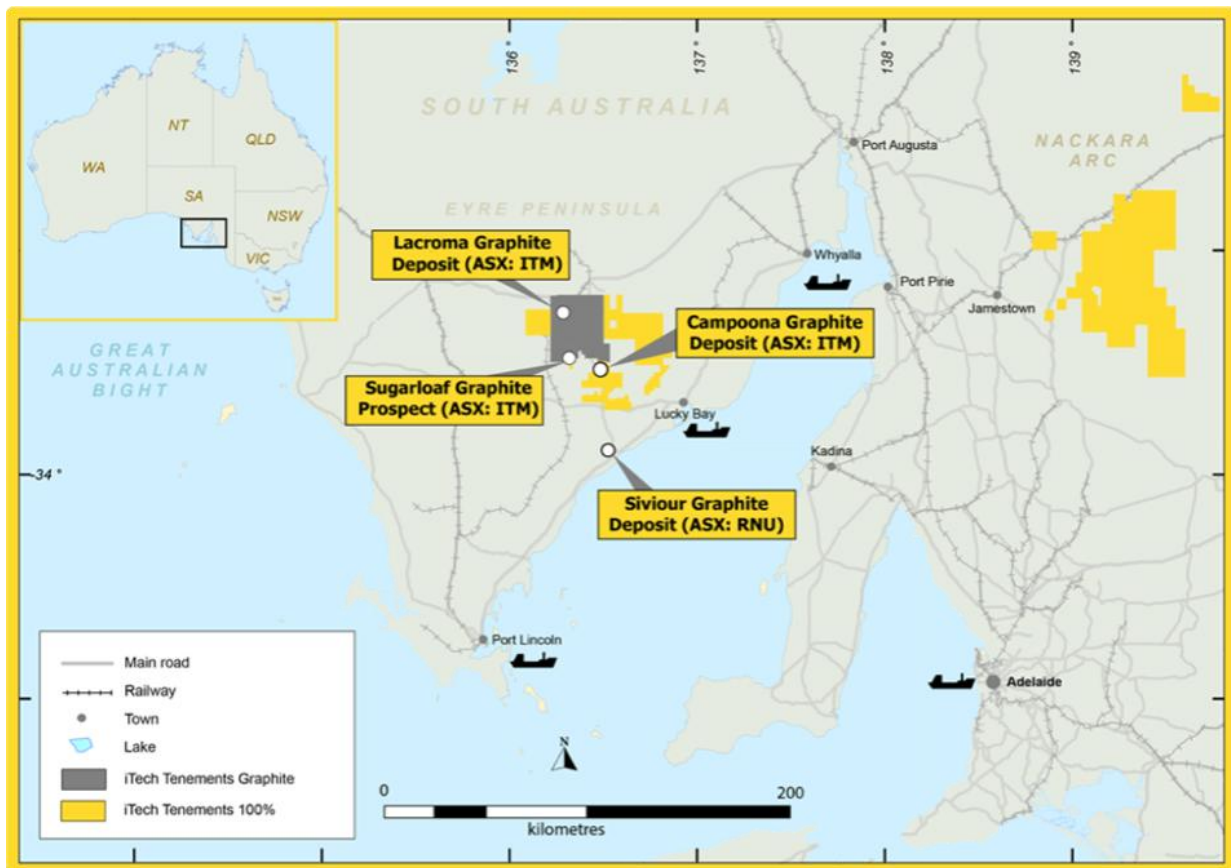 136 °
137
138 °
139
SOUTH AUSTRALIA
NT
QLD
WA
SA
NSW
VIC
Tas
Port Augusta
NACKARA
ARC
EYRE PENINSULA
Lacroma Graphite
Deposit (ASX: ITM)
Whyalla
Port Pirie
Jamestown
Campoona Graphite
Deposit (ASX: ITM)
GREAT
AUSTRALIAN
BIGHT
Sugarloaf Graphite
Prospect (ASX: ITM)
Lucky Bay
Kadina
-34 °
Siviour Graphite
Deposit (ASX: RNU)
Port Lincoln
Adelaide
Main road
Railway
Town
Lake
iTech Tenements Graphite
iTech Tenements 100%
N
0
200
kilometres